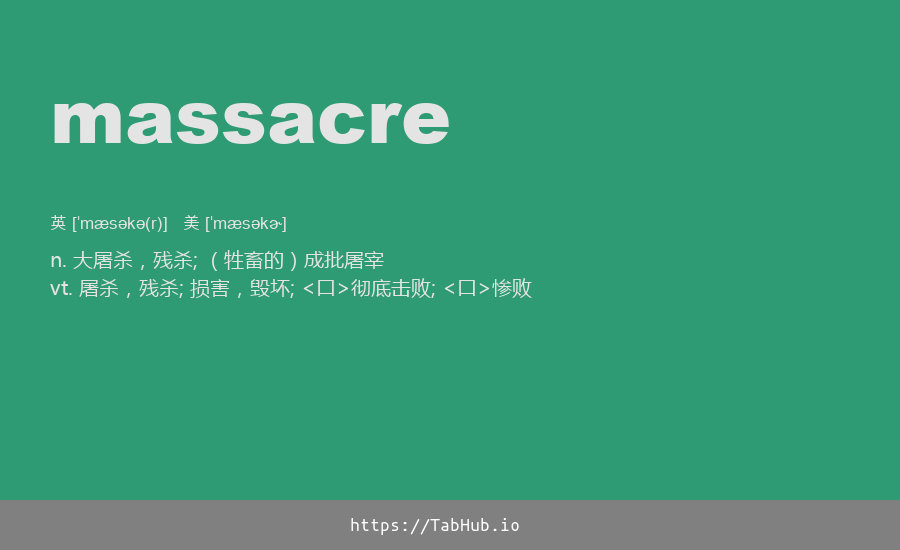 massacre
英 [ˈmæsəkə(r)] 美 [ˈmæsəkɚ]
n. 大屠杀，残杀; （牲畜的）成批屠宰
vt. 屠杀，残杀; 损害，毁坏; <口>彻底击败; <口>惨败
https://TabHub.io